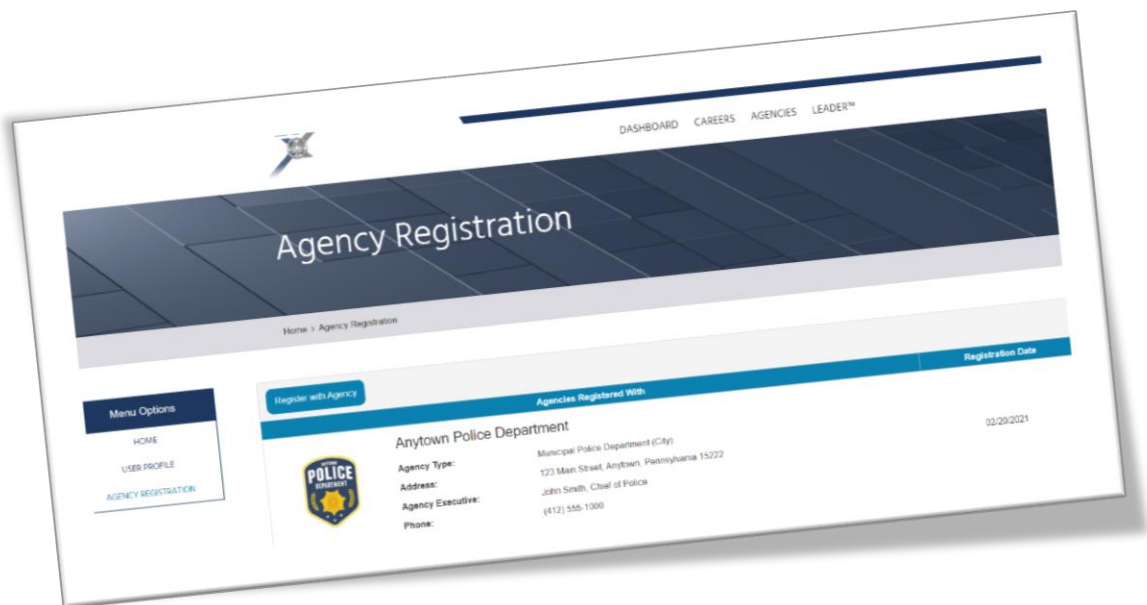 DASHBOARD CAREERS AGENCIES LEADER™
Agency Registration
Home > Agency Registration
Menu Options
HOME
USER PROFILE
AGENCY REGISTRATION
Register with Agency
Agencies Registered With
Registration Date
Anytown Police Department
Agency Type: Municipal Police Department (City)
Address: 123 Main Street, Anytown, Pennsylvania 15222
Agency Executive: John Smith, Chief of Police
Phone: (412) 555-1000
02/20/2021
POLICE
DEPARTMENT